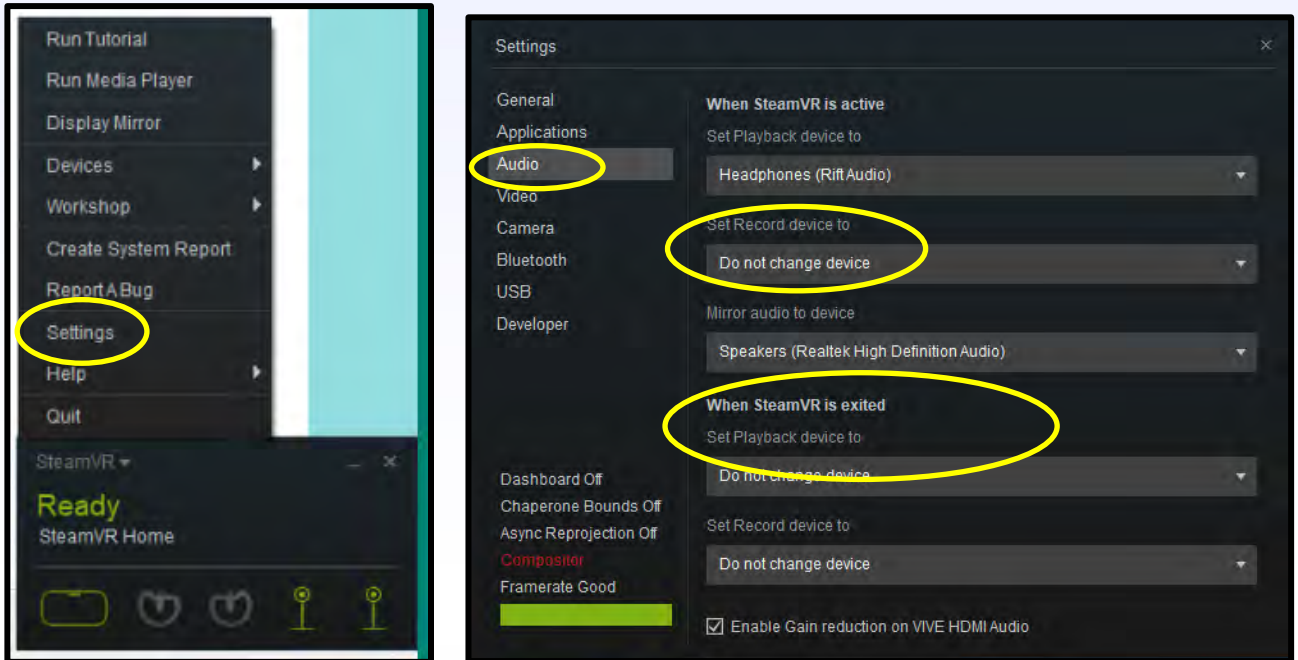 Run Tutorial
Run Media Player
Display Mirror
Devices
Workshop
Create System Report
Report A Bug
Settings
Help
Quit
SteamVR
Ready
SteamVR Home
Settings
General
Applications
Audio
Video
Camera
Bluetooth
USB
Developer
Dashboard Off
Chaperone Bounds Off
Async Reprojection Off
Compositor
Framerate Good
When SteamVR is active
Set Playback device to
Headphones (Rift Audio)
Set Record device to
Do not change device
Mirror audio to device
Speakers (Realtek High Definition Audio)
When SteamVR is exited
Set Playback device to
Do not change device
Set Record device to
Do not change device
Enable Gain reduction on VIVE HDMI Audio